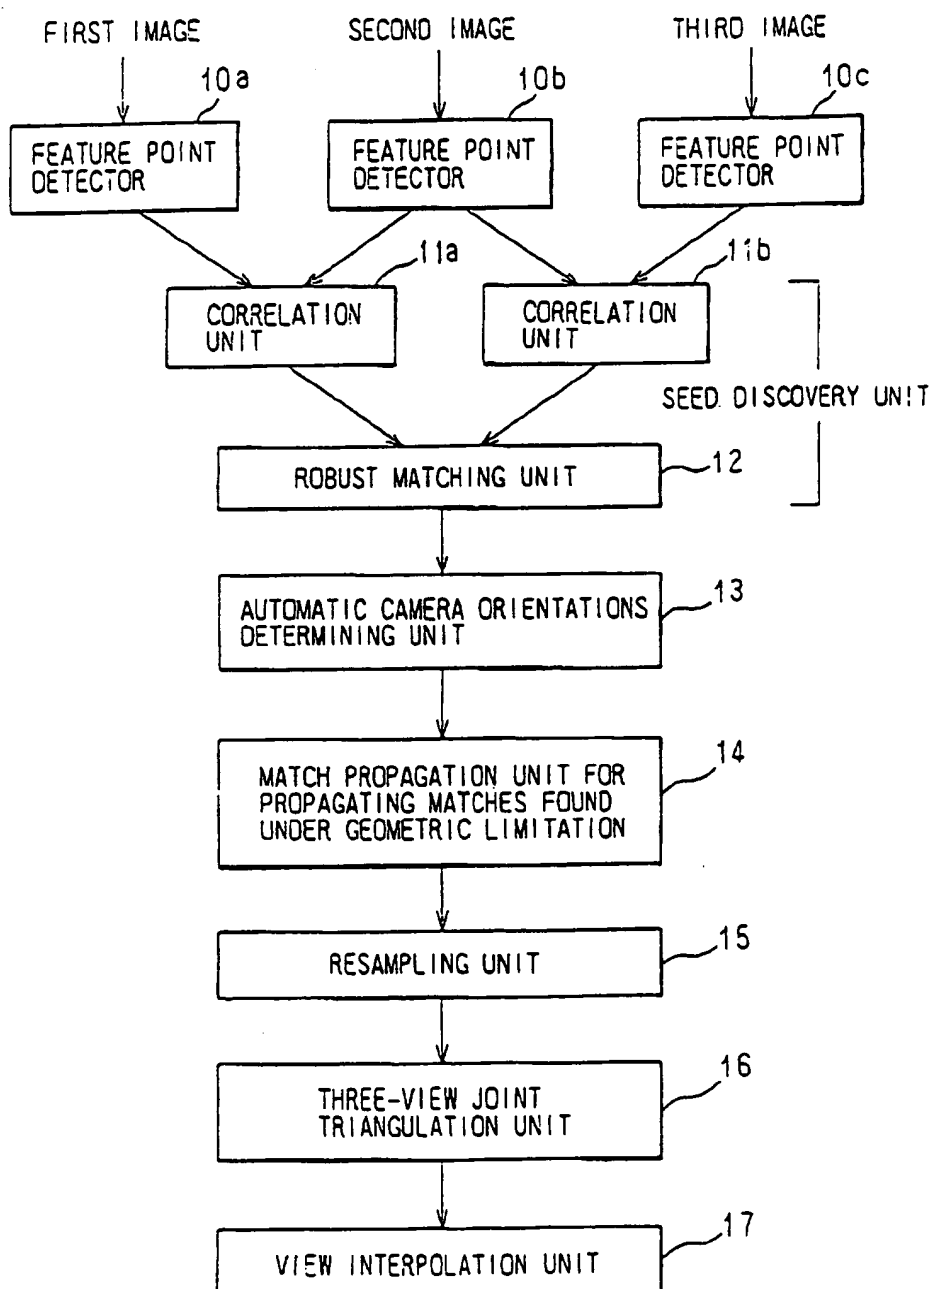 FIRST IMAGE
SECOND IMAGE
THIRD IMAGE
10a
10b
10c
FEATURE POINT
DETECTOR
FEATURE POINT
DETECTOR
FEATURE POINT
DETECTOR
11a
11b
CORRELATION
UNIT
CORRELATION
UNIT
SEED DISCOVERY UNIT
ROBUST MATCHING UNIT
12
AUTOMATIC CAMERA ORIENTATIONS
DETERMINING UNIT
13
MATCH PROPAGATION UNIT FOR
PROPAGATING MATCHES FOUND
UNDER GEOMETRIC LIMITATION
14
RESAMPLING UNIT
15
THREE-VIEW JOINT
TRIANGULATION UNIT
16
VIEW INTERPOLATION UNIT
17